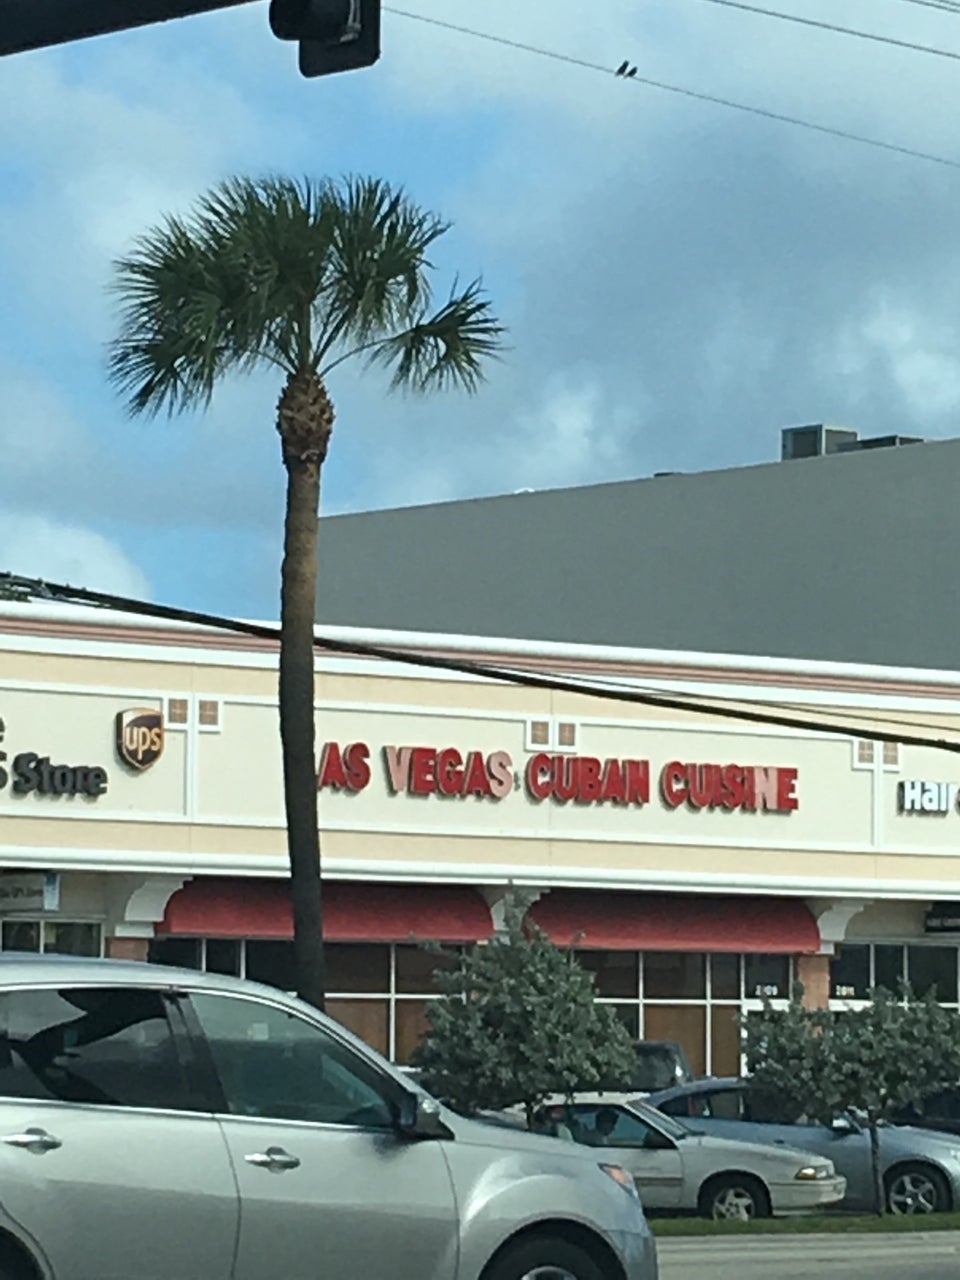 Store
ups
AS VEGAS CUBAN CUISINE
Hair